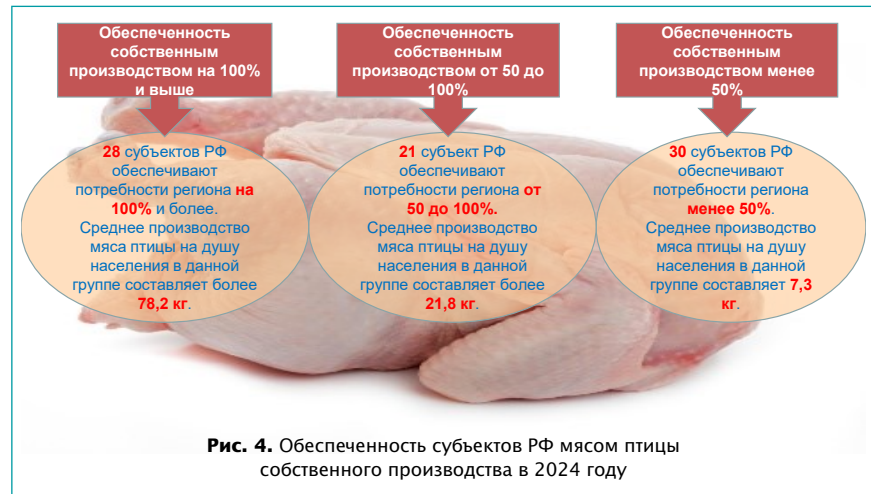 Обеспеченность
собственным
производством на 100%
и выше
Обеспеченность
собственным
производством от 50 до
100%
Обеспеченность
собственным
производством менее
50%
28 субъектов РФ
обеспечивают
потребности региона на
100% и более.
Среднее производство
мяса птицы на душу
населения в данной
группе составляет более
78,2 кг.
21 субъект РФ
обеспечивают
потребности региона от
50 до 100%.
Среднее производство
мяса птицы на душу
населения в данной
группе составляет более
21,8 кг.
30 субъектов РФ
обеспечивают
потребности региона
менее 50%.
Среднее производство
мяса птицы на душу
населения в данной
группе составляет 7,3
кг.
Рис. 4. Обеспеченность субъектов РФ мясом птицы
собственного производства в 2024 году